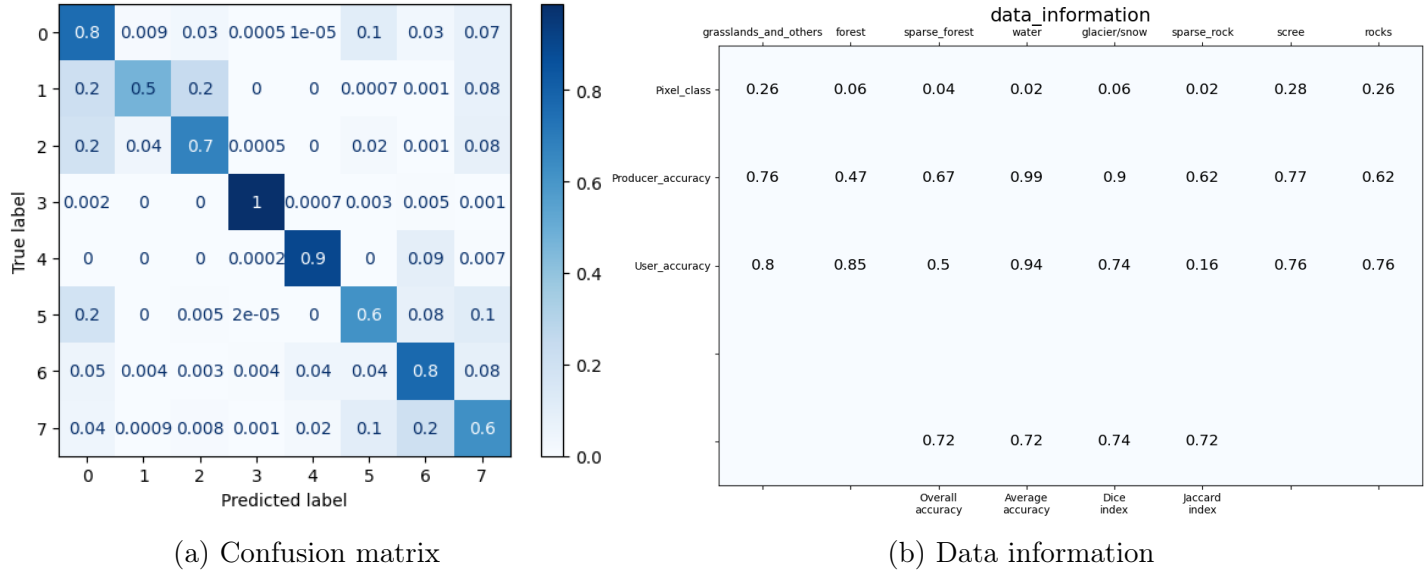 0 0.8 0.009 0.03 0.0005 1e-05 0.1 0.03 0.07
1 0.2 0.5 0.2 0 0 0.0007 0.001 0.08
2 0.2 0.04 0.7 0.0005 0 0.02 0.001 0.08
3 0.002 0 0 1 0.0007 0.003 0.005 0.001
4 0 0 0 0.0002 0.9 0 0.09 0.007
5 0.2 0 0.005 2e-05 0 0.6 0.08 0.1
6 0.05 0.004 0.003 0.004 0.04 0.04 0.8 0.08
7 0.04 0.0009 0.008 0.001 0.02 0.1 0.2 0.6
0 1 2 3 4 5 6 7
Predicted label
True label
0.8
0.6
0.4
0.2
0.0
(a) Confusion matrix
data_information
grasslands_and_others forest sparse_forest water glacier/snow sparse_rock scree rocks
Pixel_class 0.26 0.06 0.04 0.02 0.06 0.02 0.28 0.26
Producer_accuracy 0.76 0.47 0.67 0.99 0.9 0.62 0.77 0.62
User_accuracy 0.8 0.85 0.5 0.94 0.74 0.16 0.76 0.76
0.72 0.72 0.74 0.72
Overall Average Dice Jaccard
accuracy accuracy index index
(b) Data information